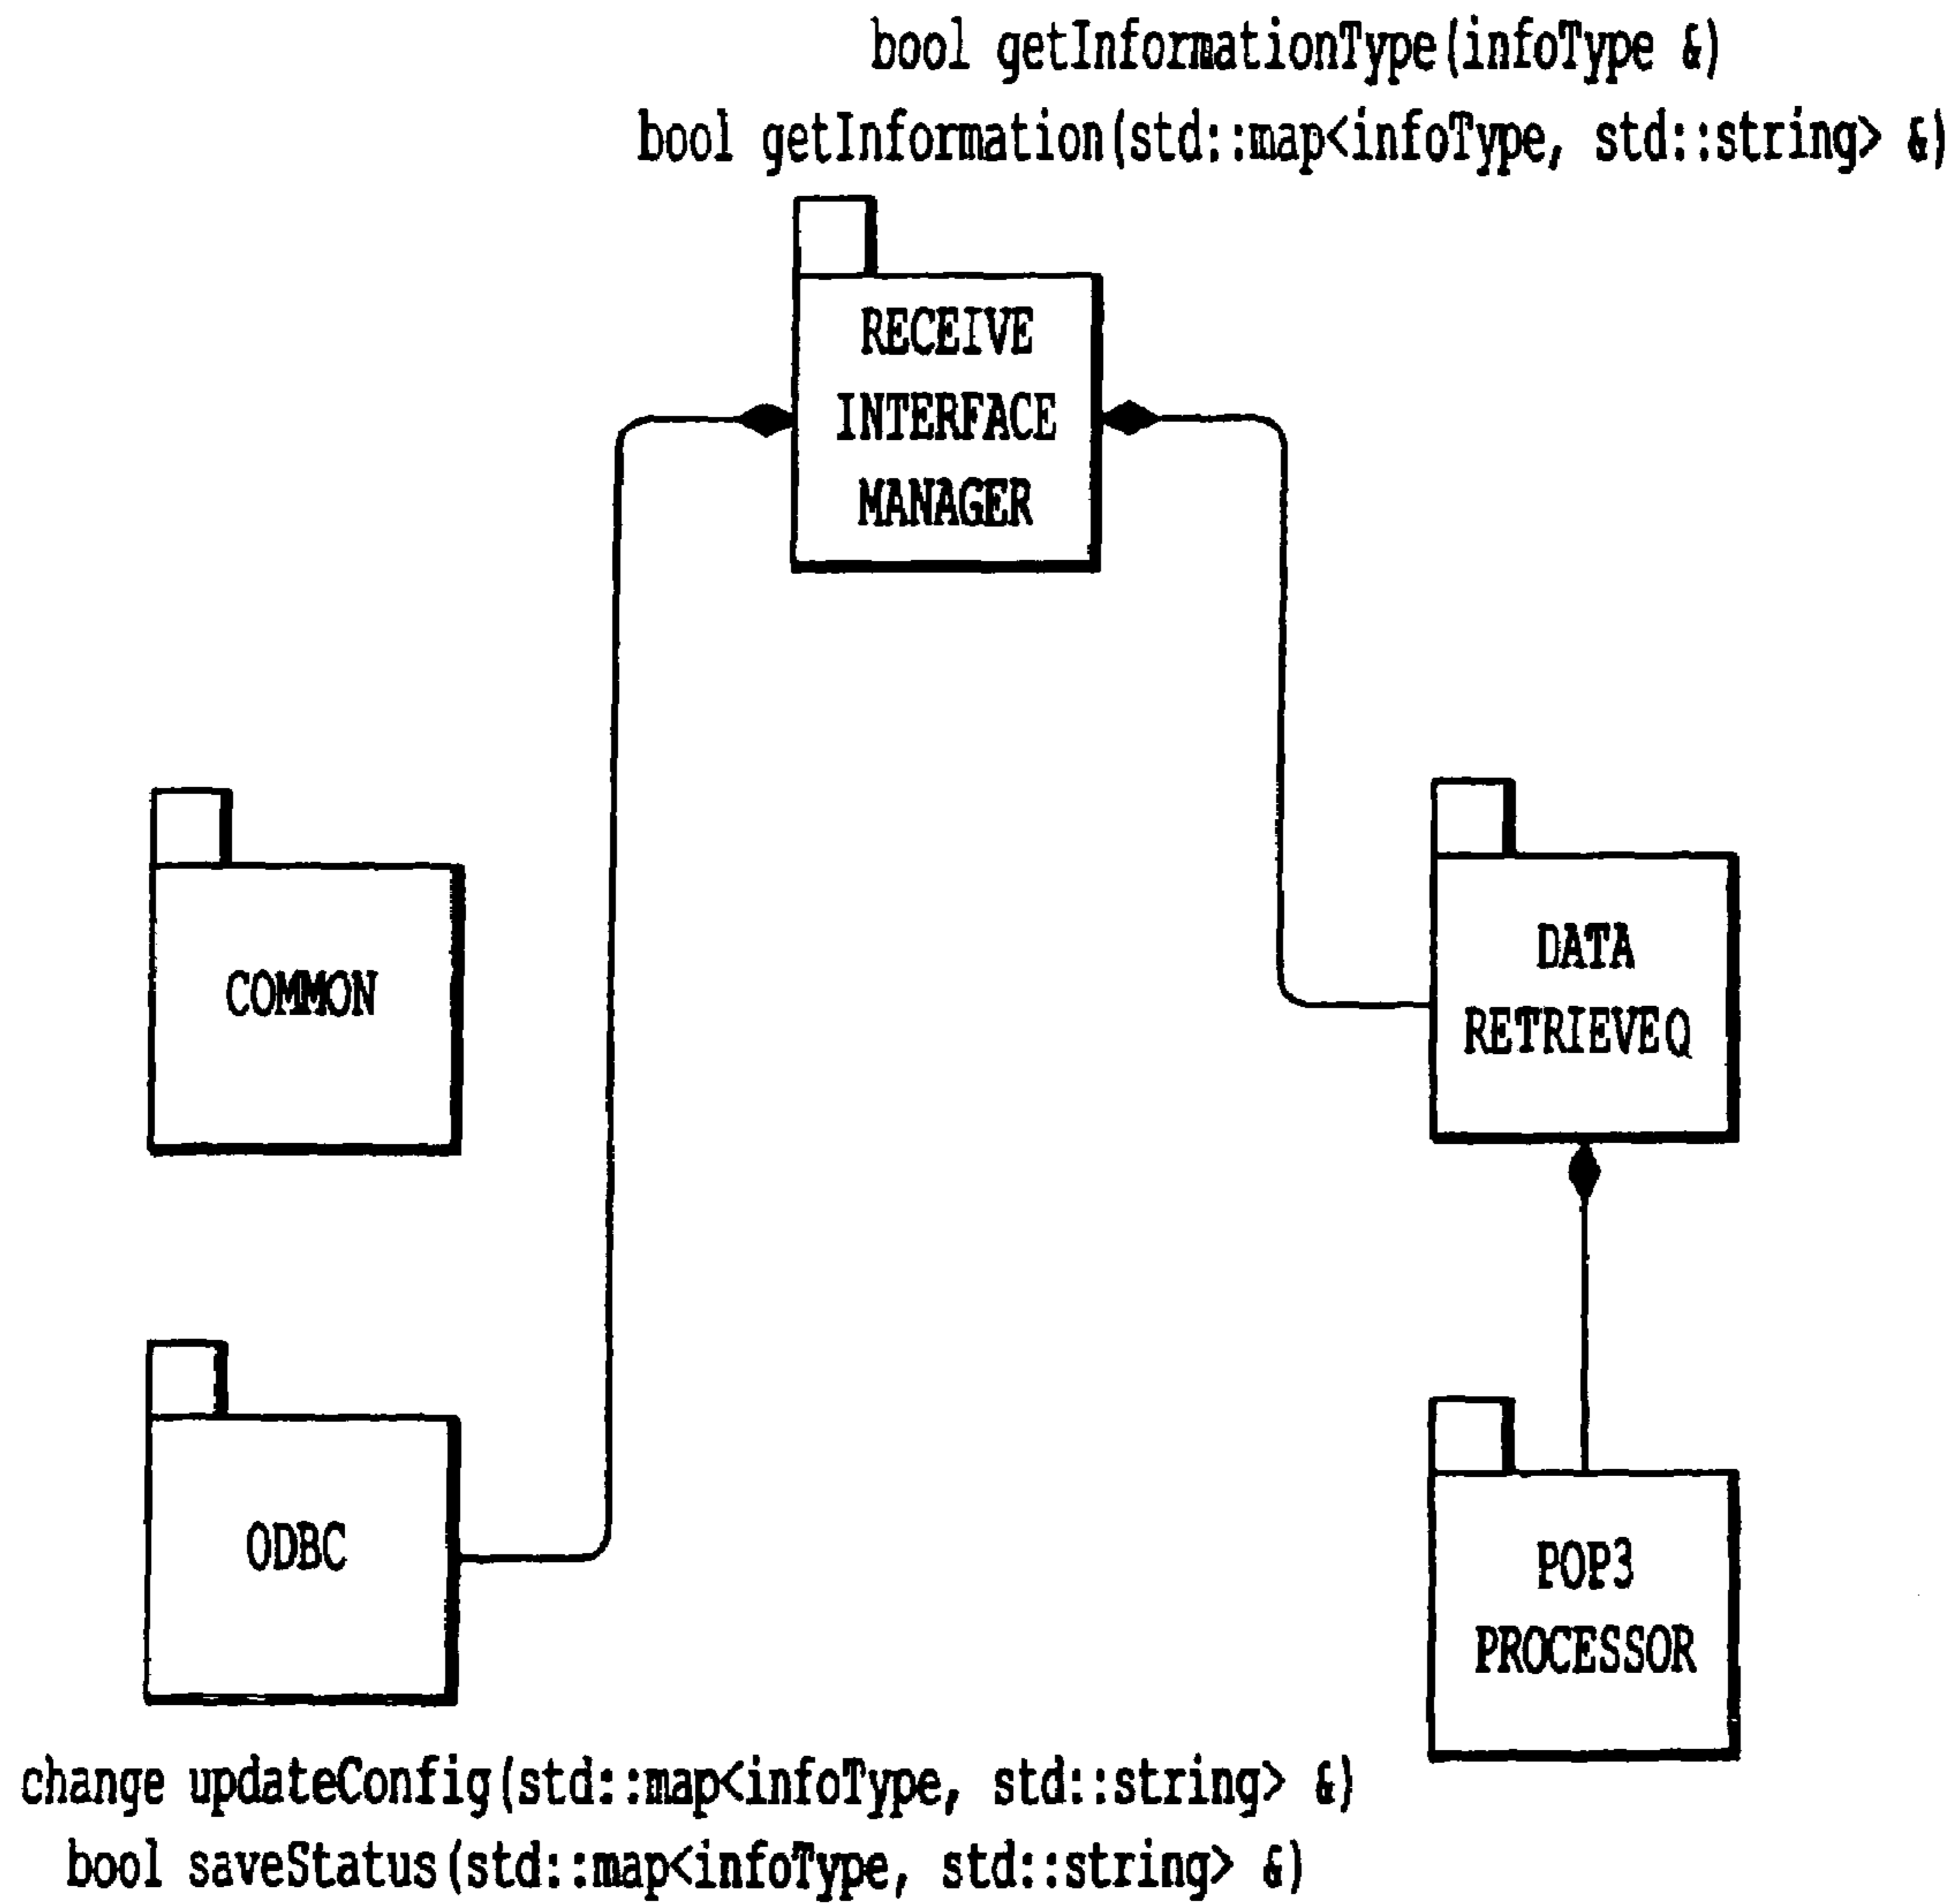 bool getInformationType(infoType &)
bool getInformation(std::map<infoType, std::string> &)
RECEIVE
INTERFACE
MANAGER
COMMON
DATA
RETRIEVEQ
ODBC
POP3
PROCESSOR
change updateConfig(std::map<infoType, std::string> &)
bool saveStatus(std::map<infoType, std::string> &)